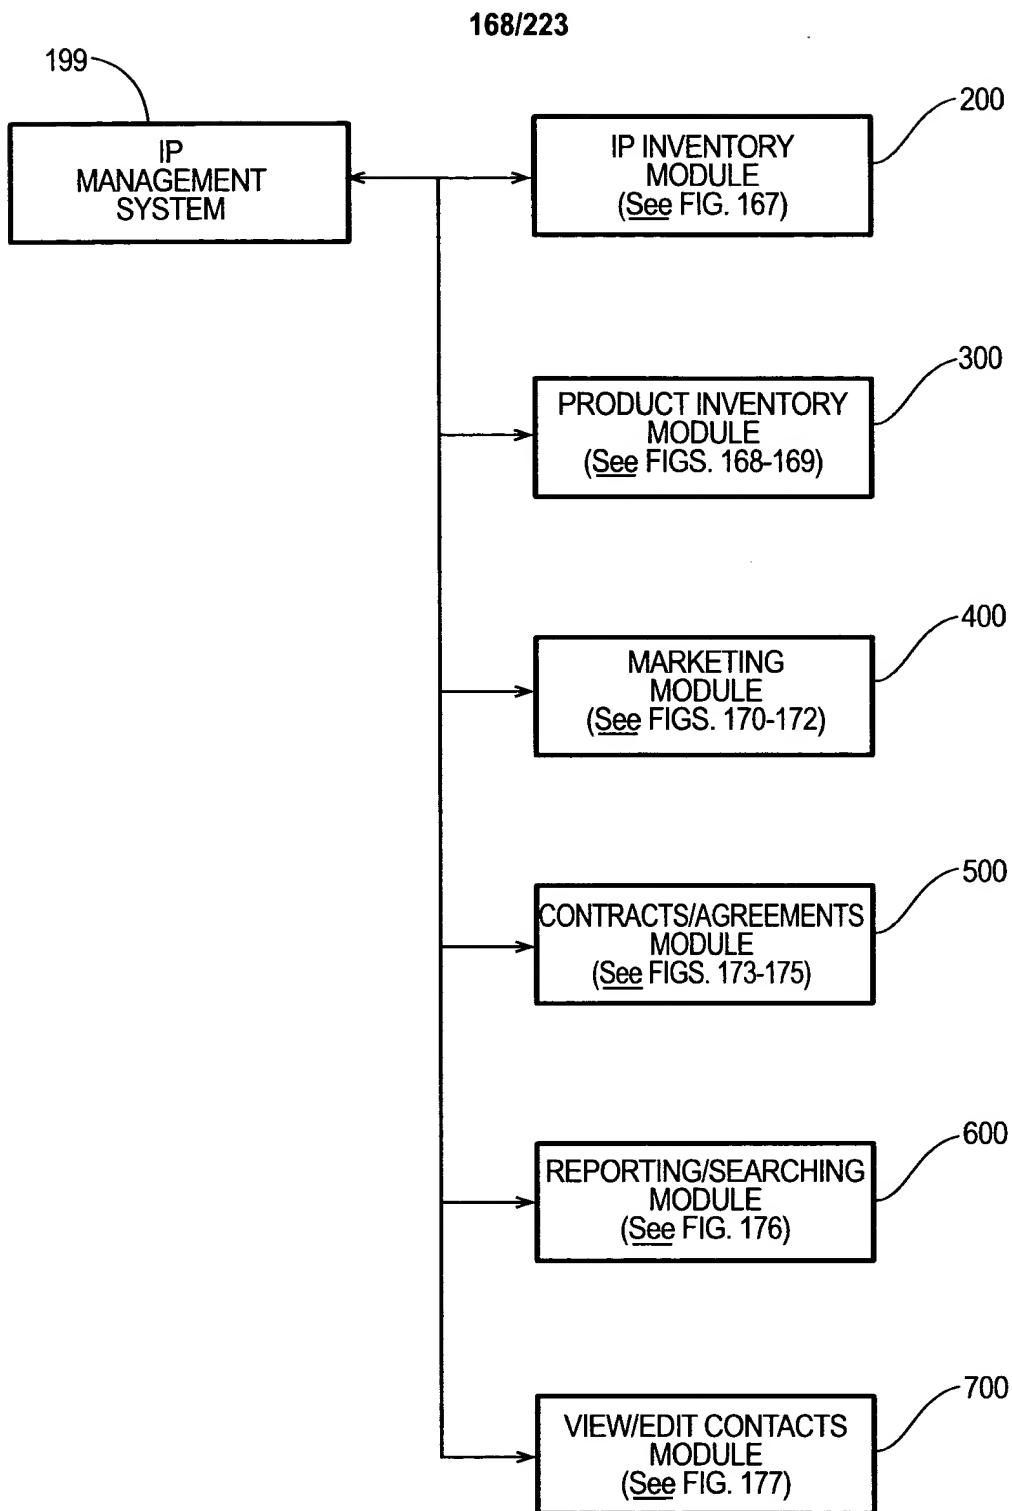 168/223
199
IP
MANAGEMENT
SYSTEM
200
IP INVENTORY
MODULE
(See FIG. 167)
300
PRODUCT INVENTORY
MODULE
(See FIGS. 168-169)
400
MARKETING
MODULE
(See FIGS. 170-172)
500
CONTRACTS/AGREEMENTS
MODULE
(See FIGS. 173-175)
600
REPORTING/SEARCHING
MODULE
(See FIG. 176)
700
VIEW/EDIT CONTACTS
MODULE
(See FIG. 177)